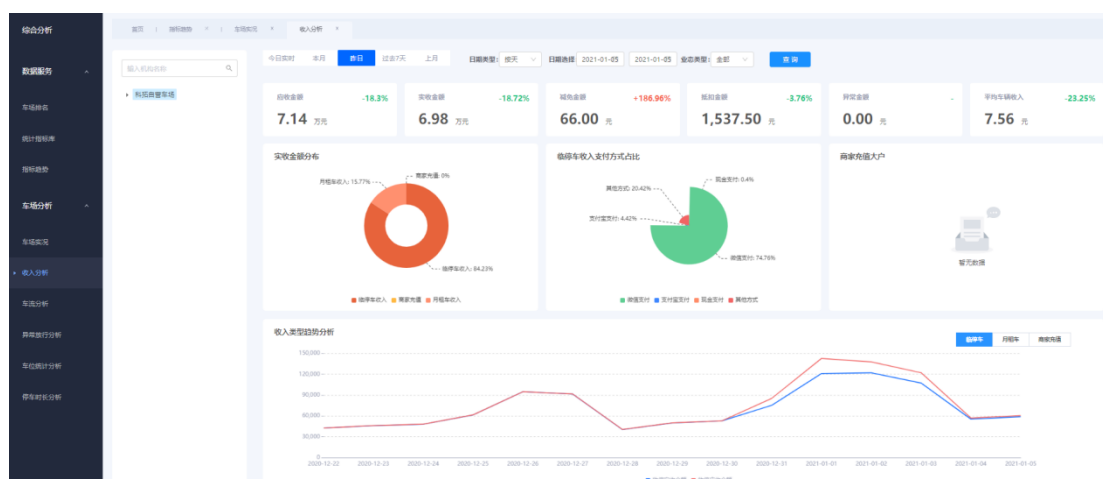 综合分析
首页 指标趋势 × 车场实况 × 收入分析 ×
数据服务
车场排名
统计指标库
指标趋势
车场分析
车场实况
收入分析
车流分析
异常放行分析
车位统计分析
停车时长分析
输入机构名称
科拓自营车场
今日实时 本月 昨日 过去7天 上月 日期类型: 按天 日期选择 2021-01-05 2021-01-05 业态类型: 全部 查询
应收金额 -18.3%
7.14 万元
实收金额 -18.72%
6.98 万元
减免金额 +186.96%
66.00 元
抵扣金额 -3.76%
1,537.50 元
异常金额 -
0.00 元
平均车辆收入 -23.25%
7.56 元
实收金额分布
商家充值: 0%
月租车收入: 15.77%
临停车收入: 84.23%
临停车收入 商家充值 月租车收入
临停车收入支付方式占比
现金支付: 0.4%
其他方式: 20.42%
支付宝支付: 4.42%
微信支付: 74.76%
微信支付 支付宝支付 现金支付 其他方式
商家充值大户
暂无数据
收入类型趋势分析
临停车 月租车 商家充值
150,000
120,000
90,000
60,000
30,000
0
2020-12-22 2020-12-23 2020-12-24 2020-12-25 2020-12-26 2020-12-27 2020-12-28 2020-12-29 2020-12-30 2020-12-31 2021-01-01 2021-01-02 2021-01-03 2021-01-04 2021-01-05